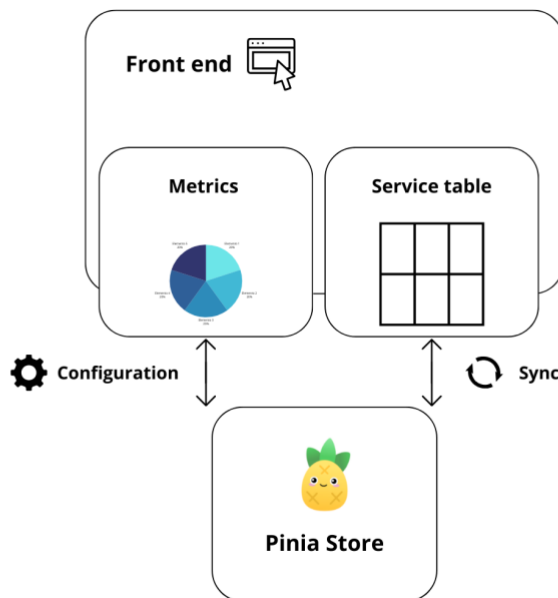 Front end
Metrics
Service table
Configuration
Sync
Pinia Store